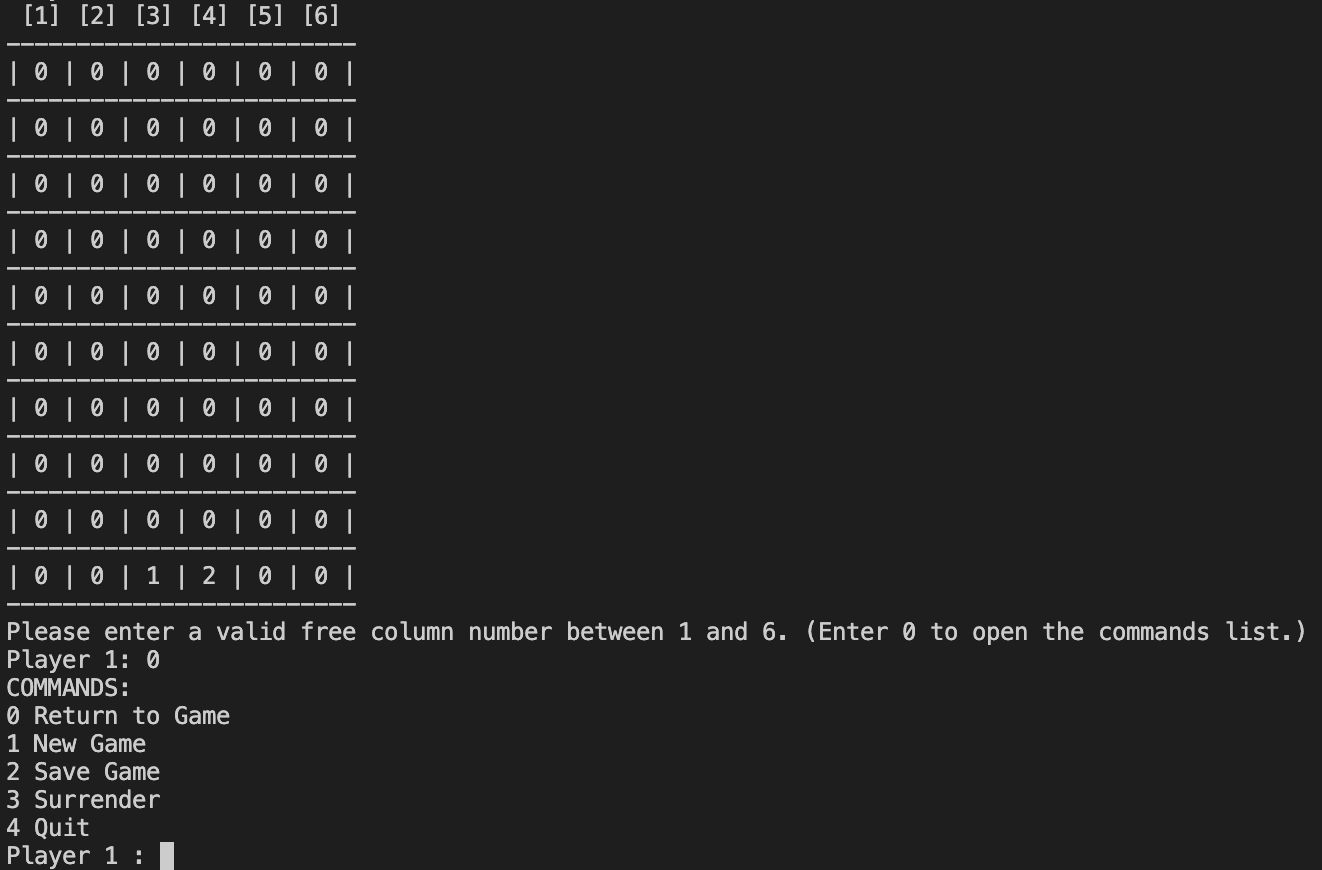 [1] [2] [3] [4] [5] [6]
-------------------------
| 0 | 0 | 0 | 0 | 0 | 0 |
-------------------------
| 0 | 0 | 0 | 0 | 0 | 0 |
-------------------------
| 0 | 0 | 0 | 0 | 0 | 0 |
-------------------------
| 0 | 0 | 0 | 0 | 0 | 0 |
-------------------------
| 0 | 0 | 0 | 0 | 0 | 0 |
-------------------------
| 0 | 0 | 0 | 0 | 0 | 0 |
-------------------------
| 0 | 0 | 0 | 0 | 0 | 0 |
-------------------------
| 0 | 0 | 0 | 0 | 0 | 0 |
-------------------------
| 0 | 0 | 0 | 0 | 0 | 0 |
-------------------------
| 0 | 0 | 1 | 2 | 0 | 0 |
-------------------------
Please enter a valid free column number between 1 and 6. (Enter 0 to open the commands list.)
Player 1: 0
COMMANDS:
0 Return to Game
1 New Game
2 Save Game
3 Surrender
4 Quit
Player 1 :